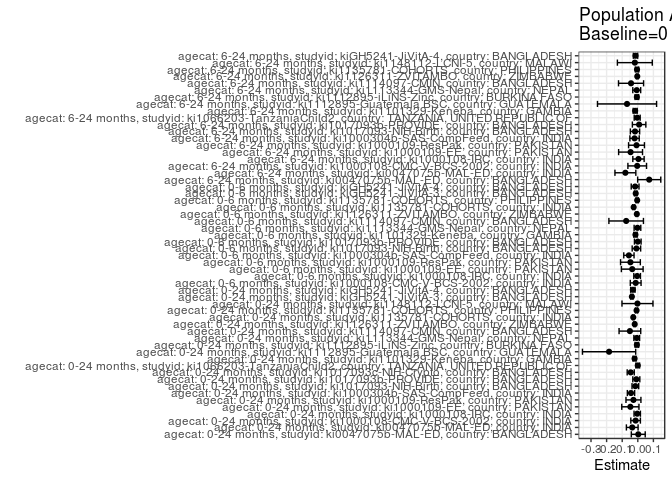 Population
Baseline=0
agecat: 6-24 months, studyid: kiGH5241-JiVitA-4, country: BANGLADESH
agecat: 6-24 months, studyid: ki1148112-LCNI-5, country: MALAWI
agecat: 6-24 months, studyid: ki1135781-COHORTS, country: PHILIPPINES
agecat: 6-24 months, studyid: ki1126311-ZVITAMBO, country: ZIMBABWE
agecat: 6-24 months, studyid: ki1114097-CMIN, country: BANGLADESH
agecat: 6-24 months, studyid: ki1113344-GMS-Nepal, country: NEPAL
agecat: 6-24 months, studyid: ki1112895-iLiNS-Zinc, country: BURKINA FASO
agecat: 6-24 months, studyid: ki1112895-Guatemala BSC, country: GUATEMALA
agecat: 6-24 months, studyid: ki1101329-Keneba, country: GAMBIA
agecat: 6-24 months, studyid: ki1066203-TanzaniaChild2, country: TANZANIA, UNITED REPUBLIC OF
agecat: 6-24 months, studyid: ki1017093b-PROVIDE, country: BANGLADESH
agecat: 6-24 months, studyid: ki1017093-NIH-Birth, country: BANGLADESH
agecat: 6-24 months, studyid: ki1000304b-SAS-CompFeed, country: INDIA
agecat: 6-24 months, studyid: ki1000109-ResPak, country: PAKISTAN
agecat: 6-24 months, studyid: ki1000109-EE, country: PAKISTAN
agecat: 6-24 months, studyid: ki1000108-IRC, country: INDIA
agecat: 6-24 months, studyid: ki1000108-CMC-V-BCS-2002, country: INDIA
agecat: 6-24 months, studyid: ki0047075b-MAL-ED, country: INDIA
agecat: 6-24 months, studyid: ki0047075b-MAL-ED, country: BANGLADESH
agecat: 0-6 months, studyid: kiGH5241-JiVitA-4, country: BANGLADESH
agecat: 0-6 months, studyid: kiGH5241-JiVitA-3, country: BANGLADESH
agecat: 0-6 months, studyid: ki1135781-COHORTS, country: PHILIPPINES
agecat: 0-6 months, studyid: ki1135781-COHORTS, country: INDIA
agecat: 0-6 months, studyid: ki1126311-ZVITAMBO, country: ZIMBABWE
agecat: 0-6 months, studyid: ki1114097-CMIN, country: BANGLADESH
agecat: 0-6 months, studyid: ki1113344-GMS-Nepal, country: NEPAL
agecat: 0-6 months, studyid: ki1101329-Keneba, country: GAMBIA
agecat: 0-6 months, studyid: ki1017093b-PROVIDE, country: BANGLADESH
agecat: 0-6 months, studyid: ki1017093-NIH-Birth, country: BANGLADESH
agecat: 0-6 months, studyid: ki1000304b-SAS-CompFeed, country: INDIA
agecat: 0-6 months, studyid: ki1000109-ResPak, country: PAKISTAN
agecat: 0-6 months, studyid: ki1000109-EE, country: PAKISTAN
agecat: 0-6 months, studyid: ki1000108-IRC, country: INDIA
agecat: 0-6 months, studyid: ki1000108-CMC-V-BCS-2002, country: INDIA
agecat: 0-24 months, studyid: kiGH5241-JiVitA-4, country: BANGLADESH
agecat: 0-24 months, studyid: kiGH5241-JiVitA-3, country: BANGLADESH
agecat: 0-24 months, studyid: ki1148112-LCNI-5, country: MALAWI
agecat: 0-24 months, studyid: ki1135781-COHORTS, country: PHILIPPINES
agecat: 0-24 months, studyid: ki1135781-COHORTS, country: INDIA
agecat: 0-24 months, studyid: ki1126311-ZVITAMBO, country: ZIMBABWE
agecat: 0-24 months, studyid: ki1114097-CMIN, country: BANGLADESH
agecat: 0-24 months, studyid: ki1113344-GMS-Nepal, country: NEPAL
agecat: 0-24 months, studyid: ki1112895-iLiNS-Zinc, country: BURKINA FASO
agecat: 0-24 months, studyid: ki1112895-Guatemala BSC, country: GUATEMALA
agecat: 0-24 months, studyid: ki1101329-Keneba, country: GAMBIA
agecat: 0-24 months, studyid: ki1066203-TanzaniaChild2, country: TANZANIA, UNITED REPUBLIC OF
agecat: 0-24 months, studyid: ki1017093c-NIH-Crypto, country: BANGLADESH
agecat: 0-24 months, studyid: ki1017093b-PROVIDE, country: BANGLADESH
agecat: 0-24 months, studyid: ki1017093-NIH-Birth, country: BANGLADESH
agecat: 0-24 months, studyid: ki1000304b-SAS-CompFeed, country: INDIA
agecat: 0-24 months, studyid: ki1000109-ResPak, country: PAKISTAN
agecat: 0-24 months, studyid: ki1000109-EE, country: PAKISTAN
agecat: 0-24 months, studyid: ki1000108-IRC, country: INDIA
agecat: 0-24 months, studyid: ki1000108-CMC-V-BCS-2002, country: INDIA
agecat: 0-24 months, studyid: ki0047075b-MAL-ED, country: INDIA
agecat: 0-24 months, studyid: ki0047075b-MAL-ED, country: BANGLADESH
-0.3-0.2-0.10.00.1
Estimate